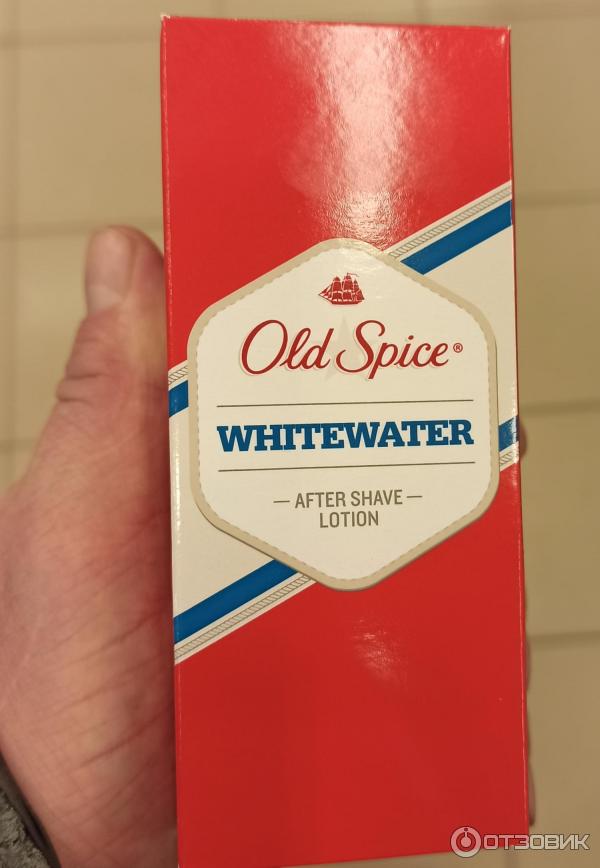 Old Spice®
WHITEWATER
— AFTER SHAVE —
LOTION
ОТЗОВИК